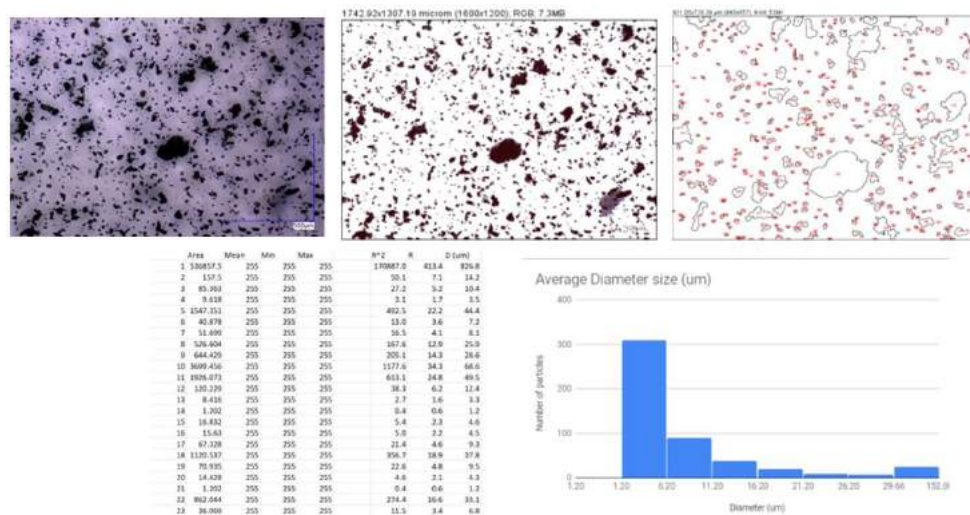 100µm
1742.92x1307.19 microm (1600x1200); RGB; 7.3MB
Area Mean Min Max R^2 R D (um)
1 536857.5 255 255 255 170887.0 413.4 826.8
2 157.5 255 255 255 50.1 7.1 14.2
3 85.363 255 255 255 27.2 5.2 10.4
4 9.618 255 255 255 3.1 1.7 3.5
5 1547.351 255 255 255 492.5 22.2 44.4
6 40.878 255 255 255 13.0 3.6 7.2
7 51.699 255 255 255 16.5 4.1 8.1
8 526.604 255 255 255 167.6 12.9 25.9
9 644.429 255 255 255 205.1 14.3 28.6
10 3699.456 255 255 255 1177.6 34.3 68.6
11 1926.073 255 255 255 613.1 24.8 49.5
12 120.229 255 255 255 38.3 6.2 12.4
13 8.416 255 255 255 2.7 1.6 3.3
14 1.202 255 255 255 0.4 0.6 1.2
15 16.832 255 255 255 5.4 2.3 4.6
16 15.63 255 255 255 5.0 2.2 4.5
17 67.328 255 255 255 21.4 4.6 9.3
18 1120.537 255 255 255 356.7 18.9 37.8
19 70.935 255 255 255 22.6 4.8 9.5
20 14.428 255 255 255 4.6 2.1 4.3
21 1.202 255 255 255 0.4 0.6 1.2
22 862.044 255 255 255 274.4 16.6 33.1
23 36.069 255 255 255 11.5 3.4 6.8
Average Diameter size (um)
400
300
200
100
0
Number of particles
1.20 1.20 6.20 11.20 16.20 21.20 26.20 29.66
Diameter (um)